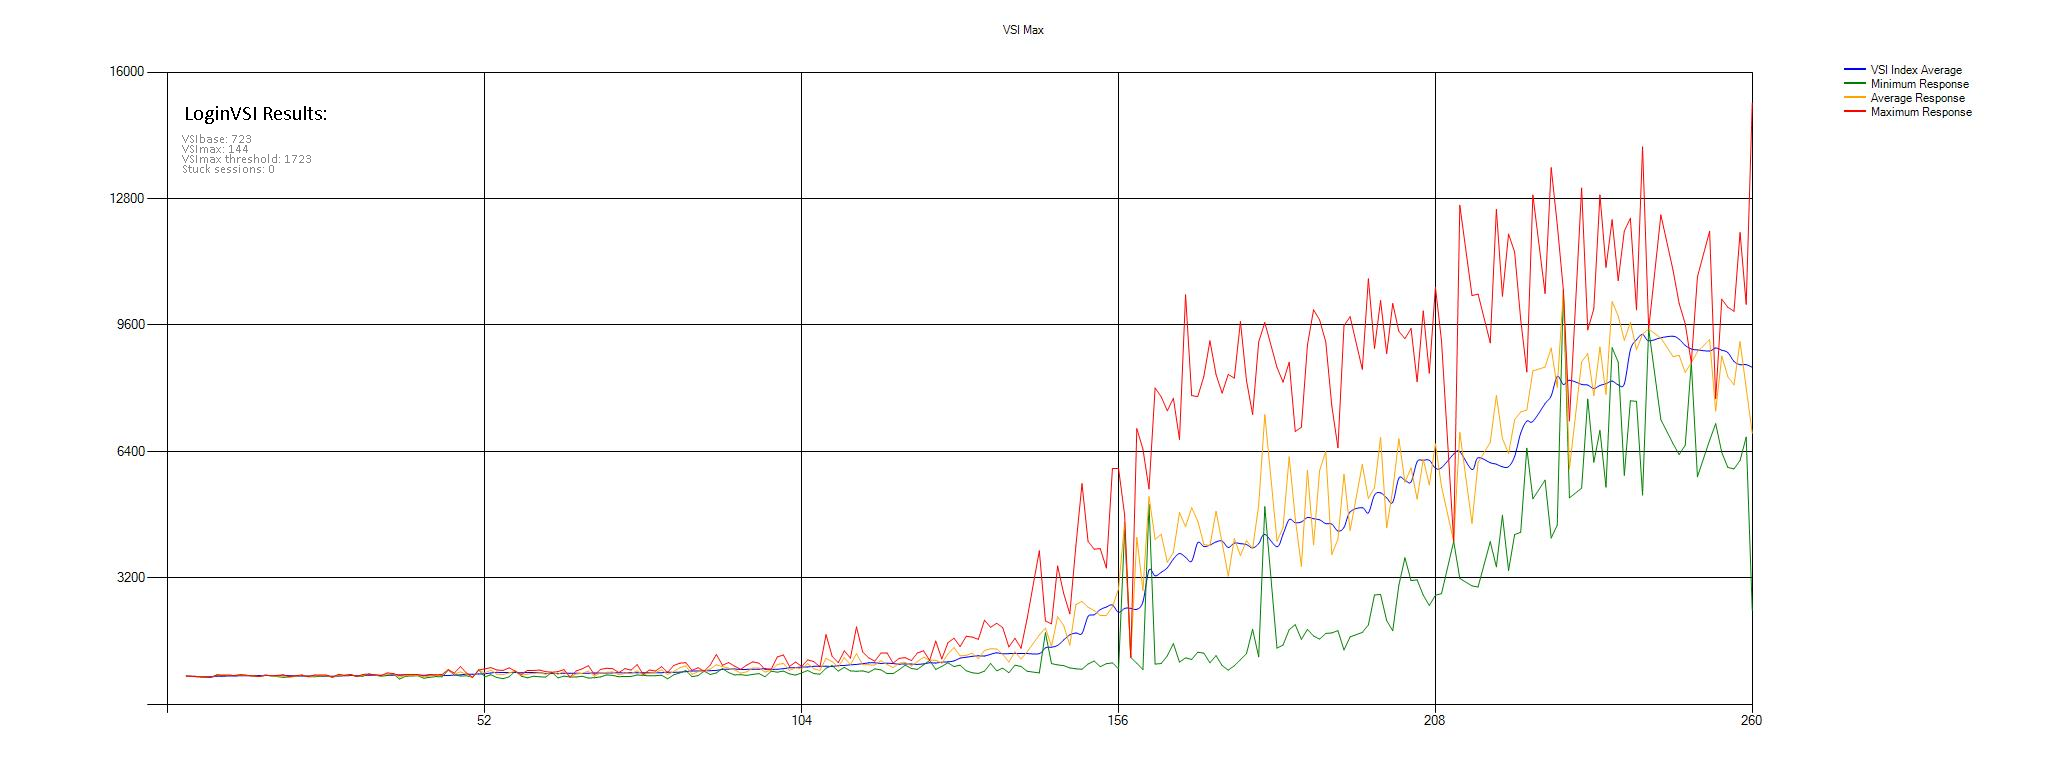 VSI Max
16000
12800
9600
6400
3200
52
104
156
208
260
LoginVSI Results:
VSIbase: 723
VSImax: 144
VSImax threshold: 1723
Stuck sessions: 0
VSI Index Average
Minimum Response
Average Response
Maximum Response